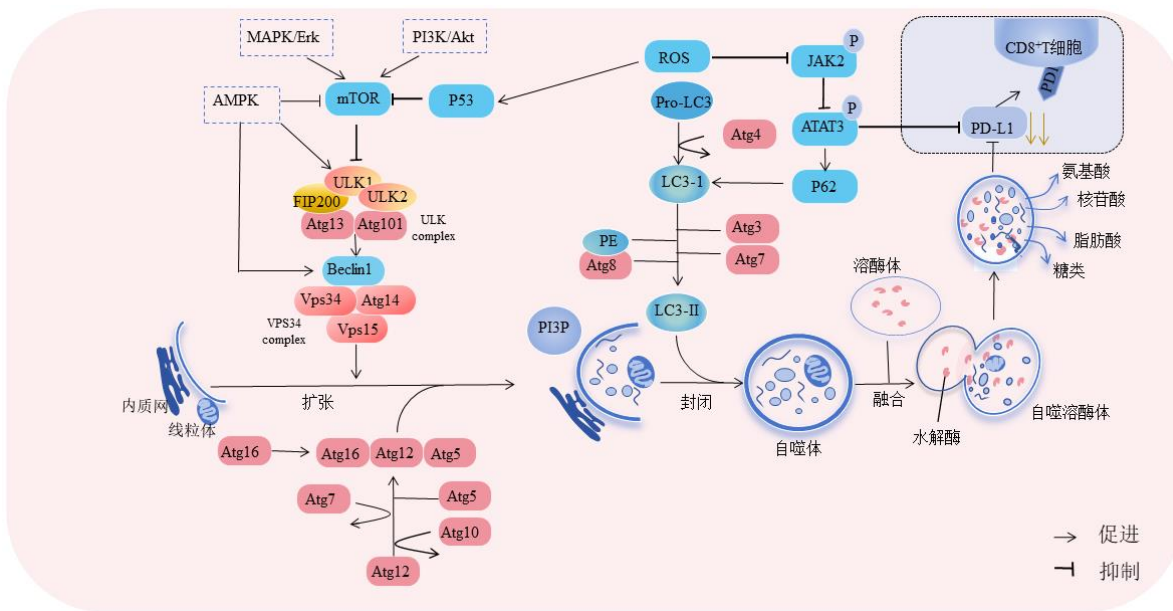 MAPK/Erk
PI3K/Akt
AMPK
mTOR
P53
ROS
JAK2
P
Pro-LC3
Atg4
ATAT3
P
P62
LC3-1
CD8⁺T细胞
PD1
PD-L1
ULK1
ULK2
FIP200
Atg13
Atg101
ULK
complex
Beclin1
Vps34
Atg14
Vps15
VPS34
complex
PE
Atg8
Atg3
Atg7
LC3-II
PI3P
氨基酸
核苷酸
脂肪酸
糖类
溶酶体
内质网
线粒体
扩张
封闭
自噬体
融合
水解酶
自噬溶酶体
Atg16
Atg16
Atg12
Atg5
Atg7
Atg5
Atg10
Atg12
促进
抑制